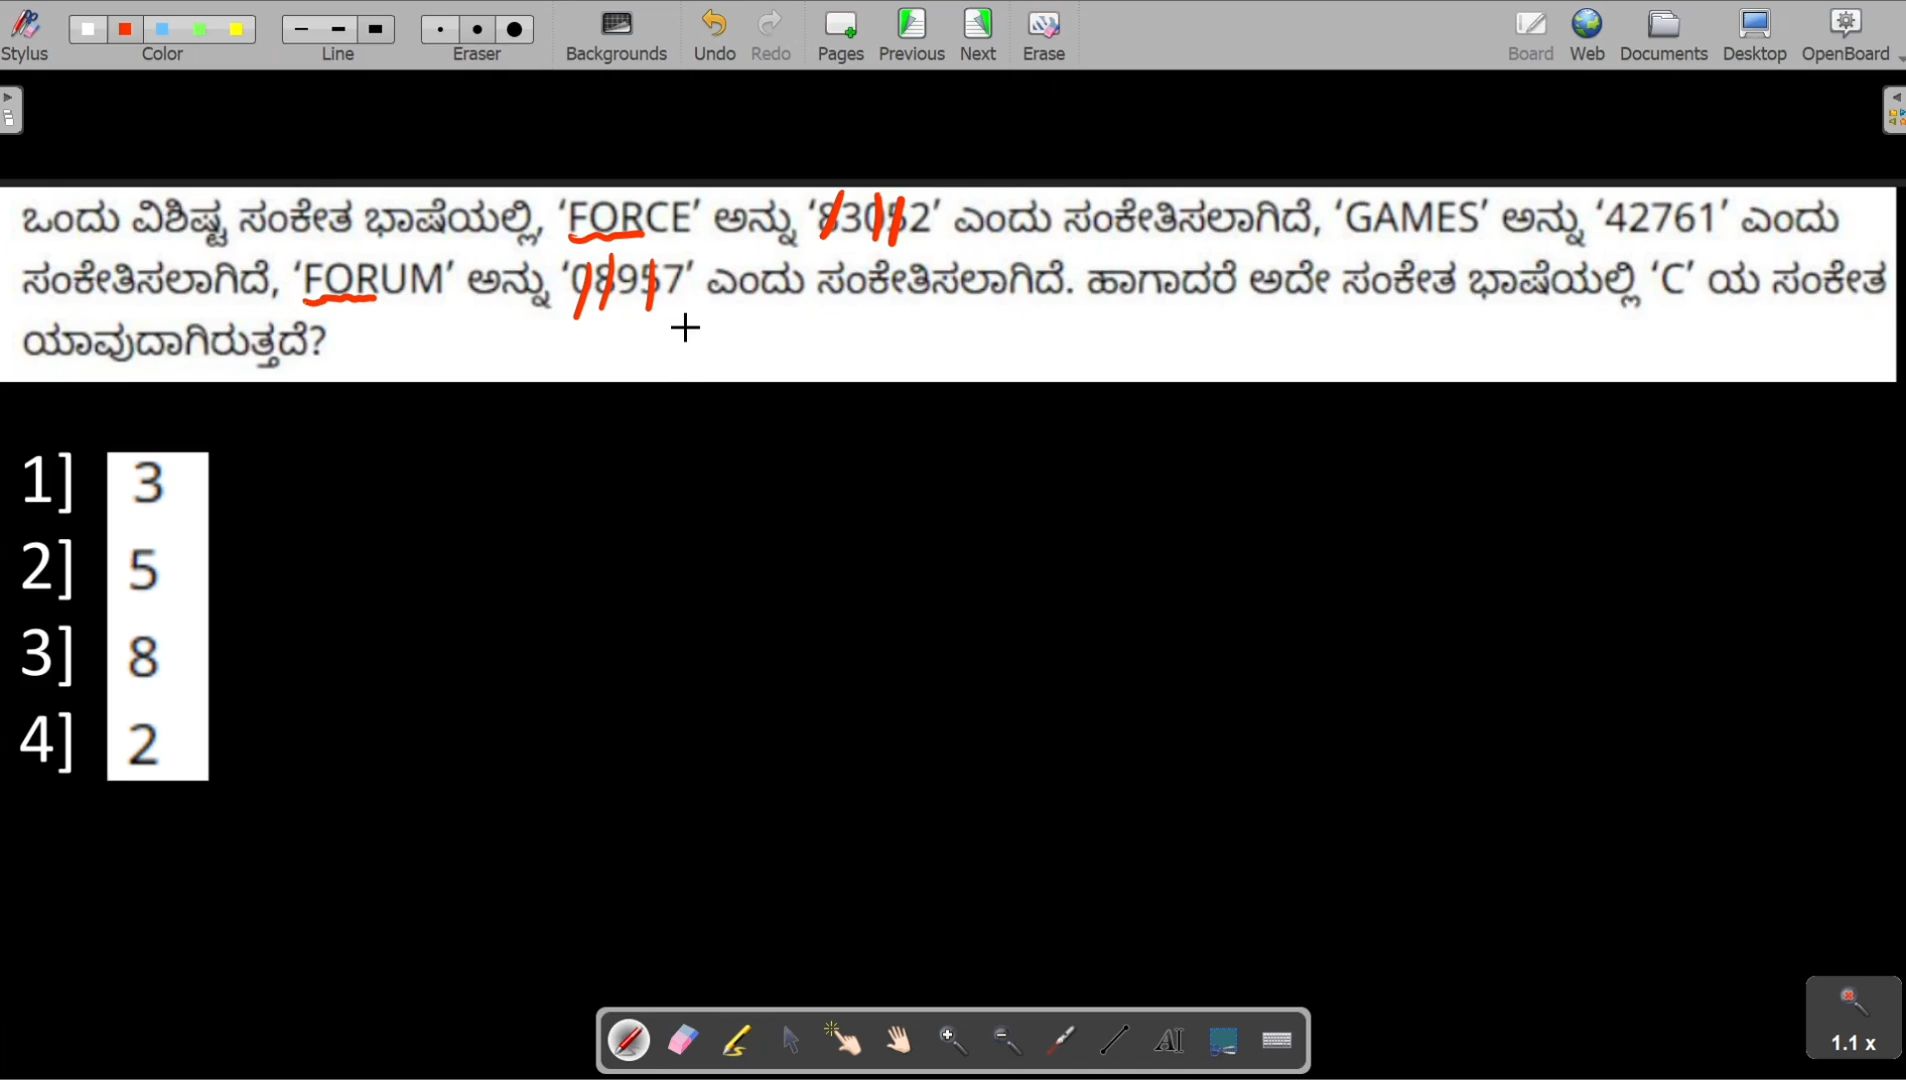 Stylus Color Line Eraser Backgrounds Undo Redo Pages Previous Next Erase Board Web Documents Desktop OpenBoard
ಒಂದು ವಿಶಿಷ್ಟ ಸಂಕೇತ ಭಾಷೆಯಲ್ಲಿ, ‘FORCE’ ಅನ್ನು ‘83052’ ಎಂದು ಸಂಕೇತಿಸಲಾಗಿದೆ, ‘GAMES’ ಅನ್ನು ‘42761’ ಎಂದು
ಸಂಕೇತಿಸಲಾಗಿದೆ, ‘FORUM’ ಅನ್ನು ‘08957’ ಎಂದು ಸಂಕೇತಿಸಲಾಗಿದೆ. ಹಾಗಾದರೆ ಅದೇ ಸಂಕೇತ ಭಾಷೆಯಲ್ಲಿ ‘C’ ಯ ಸಂಕೇತ
ಯಾವುದಾಗಿರುತ್ತದೆ?
1] 3
2] 5
3] 8
4] 2
AI
1.1 x